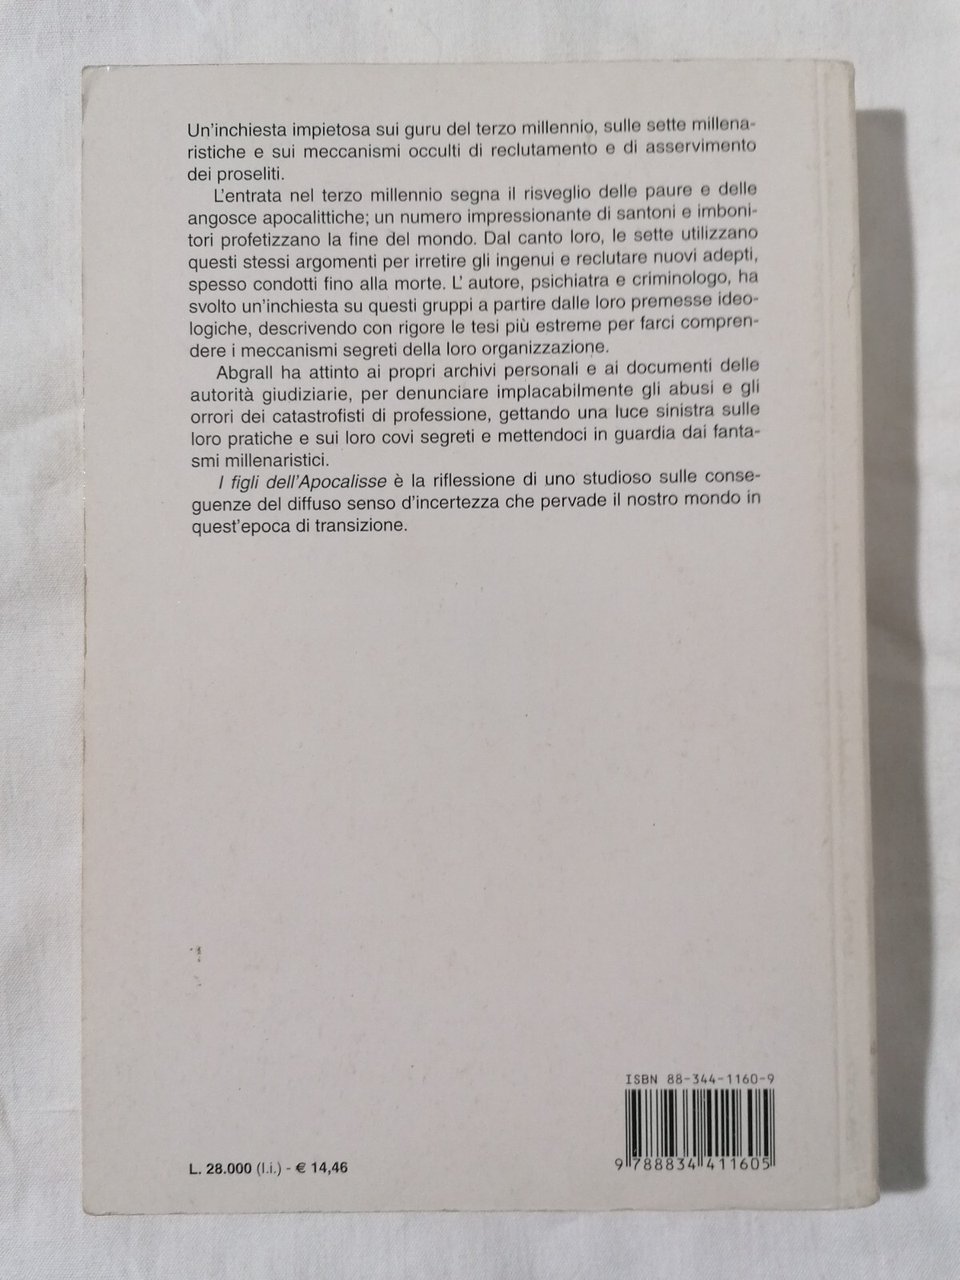 Un'inchiesta impietosa sui guru del terzo millennio, sulle sette millena-
ristiche e sui meccanismi occulti di reclutamento e di asservimento
dei proseliti.
L'entrata nel terzo millennio segna il risveglio delle paure e delle
angosce apocalittiche; un numero impressionante di santoni e imboni-
tori profetizzano la fine del mondo. Dal canto loro, le sette utilizzano
questi stessi argomenti per irretire gli ingenui e reclutare nuovi adepti,
spesso condotti fino alla morte. L' autore, psichiatra e criminologo, ha
svolto un'inchiesta su questi gruppi a partire dalle loro premesse ideo-
logiche, descrivendo con rigore le tesi più estreme per farci compren-
dere i meccanismi segreti della loro organizzazione.
Abgrall ha attinto ai propri archivi personali e ai documenti delle
autorità giudiziarie, per denunciare implacabilmente gli abusi e gli
orrori dei catastrofisti di professione, gettando una luce sinistra sulle
loro pratiche e sui loro covi segreti e mettendoci in guardia dai fanta-
smi millenaristici.
I figli dell'Apocalisse è la riflessione di uno studioso sulle conse-
guenze del diffuso senso d'incertezza che pervade il nostro mondo in
quest'epoca di transizione.
ISBN 88-344-1160-9
9 788834 411605
L. 28.000 (I.i.) - € 14,46